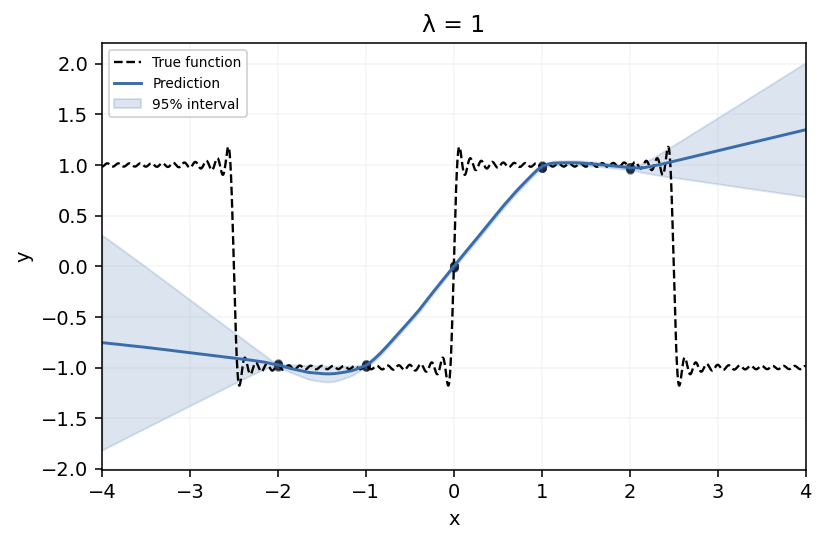 λ = 1
True function
Prediction
95% interval
2.0
1.5
1.0
0.5
0.0
−0.5
−1.0
−1.5
−2.0
y
−4 −3 −2 −1 0 1 2 3 4
x